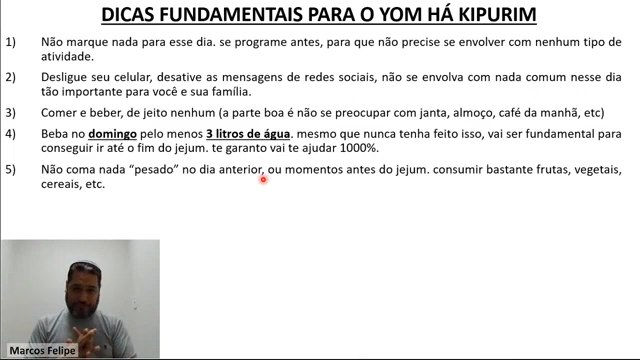 DICAS FUNDAMENTAIS PARA O YOM HÁ KIPURIM
1) Não marque nada para esse dia. se programe antes, para que não precise se envolver com nenhum tipo de
atividade.
2) Desligue seu celular, desative as mensagens de redes sociais, não se envolva com nada comum nesse dia
tão importante para você e sua família.
3) Comer e beber, de jeito nenhum (a parte boa é não se preocupar com janta, almoço, café da manhã, etc)
4) Beba no domingo pelo menos 3 litros de água. mesmo que nunca tenha feito isso, vai ser fundamental para
conseguir ir até o fim do jejum. te garanto vai te ajudar 1000%.
5) Não coma nada “pesado” no dia anterior, ou momentos antes do jejum. consumir bastante frutas, vegetais,
cereais, etc.
Marcos Felipe